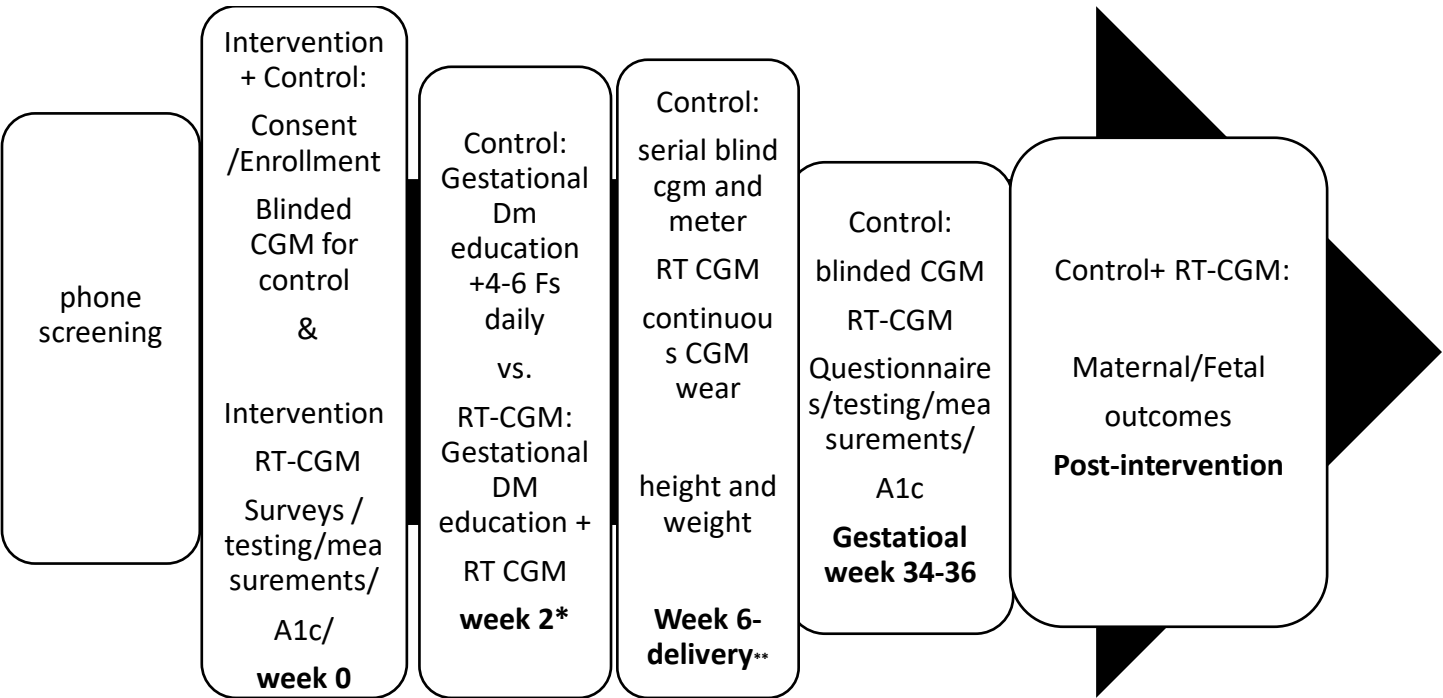 phone
screening
Intervention
+ Control:
Consent
/Enrollment
Blinded
CGM for
control
&
Intervention
RT-CGM
Surveys /
testing/mea
surements/
A1c/
week 0
Control:
Gestational
Dm
education
+4-6 Fs
daily
vs.
RT-CGM:
Gestational
DM
education +
RT CGM
week 2*
Control:
serial blind
cgm and
meter
RT CGM
continuou
s CGM
wear
height and
weight
Week 6-
delivery**
Control:
blinded CGM
RT-CGM
Questionnaire
s/testing/mea
surements/
A1c
Gestatioal
week 34-36
Control+ RT-CGM:
Maternal/Fetal
outcomes
Post-intervention